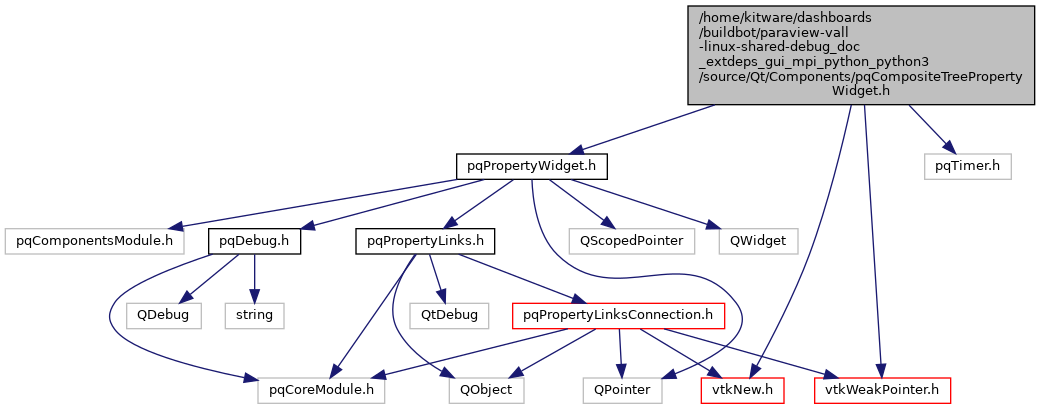 /home/kitware/dashboards
/buildbot/paraview-vall
-linux-shared-debug_doc
_extdeps_gui_mpi_python_python3
/source/Qt/Components/pqCompositeTreeProperty
Widget.h
pqPropertyWidget.h
pqTimer.h
pqComponentsModule.h
pqDebug.h
pqPropertyLinks.h
QScopedPointer
QWidget
QDebug
string
QtDebug
pqPropertyLinksConnection.h
pqCoreModule.h
QObject
QPointer
vtkNew.h
vtkWeakPointer.h